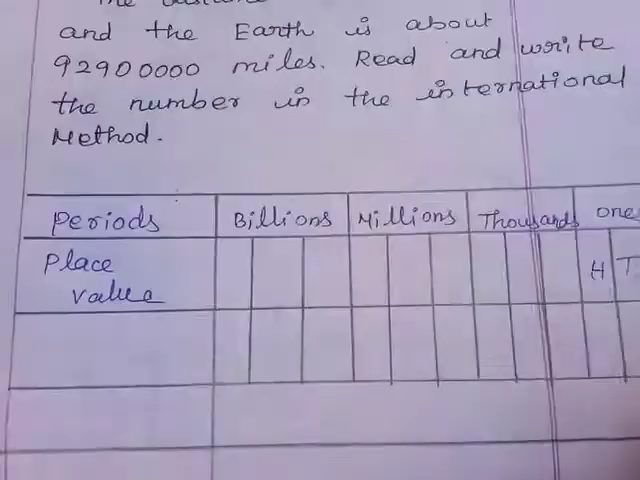 and the Earth is about
92900000 miles. Read and write
the number in the international
Method.
Periods Billions Millions Thousands one
Place H T
value